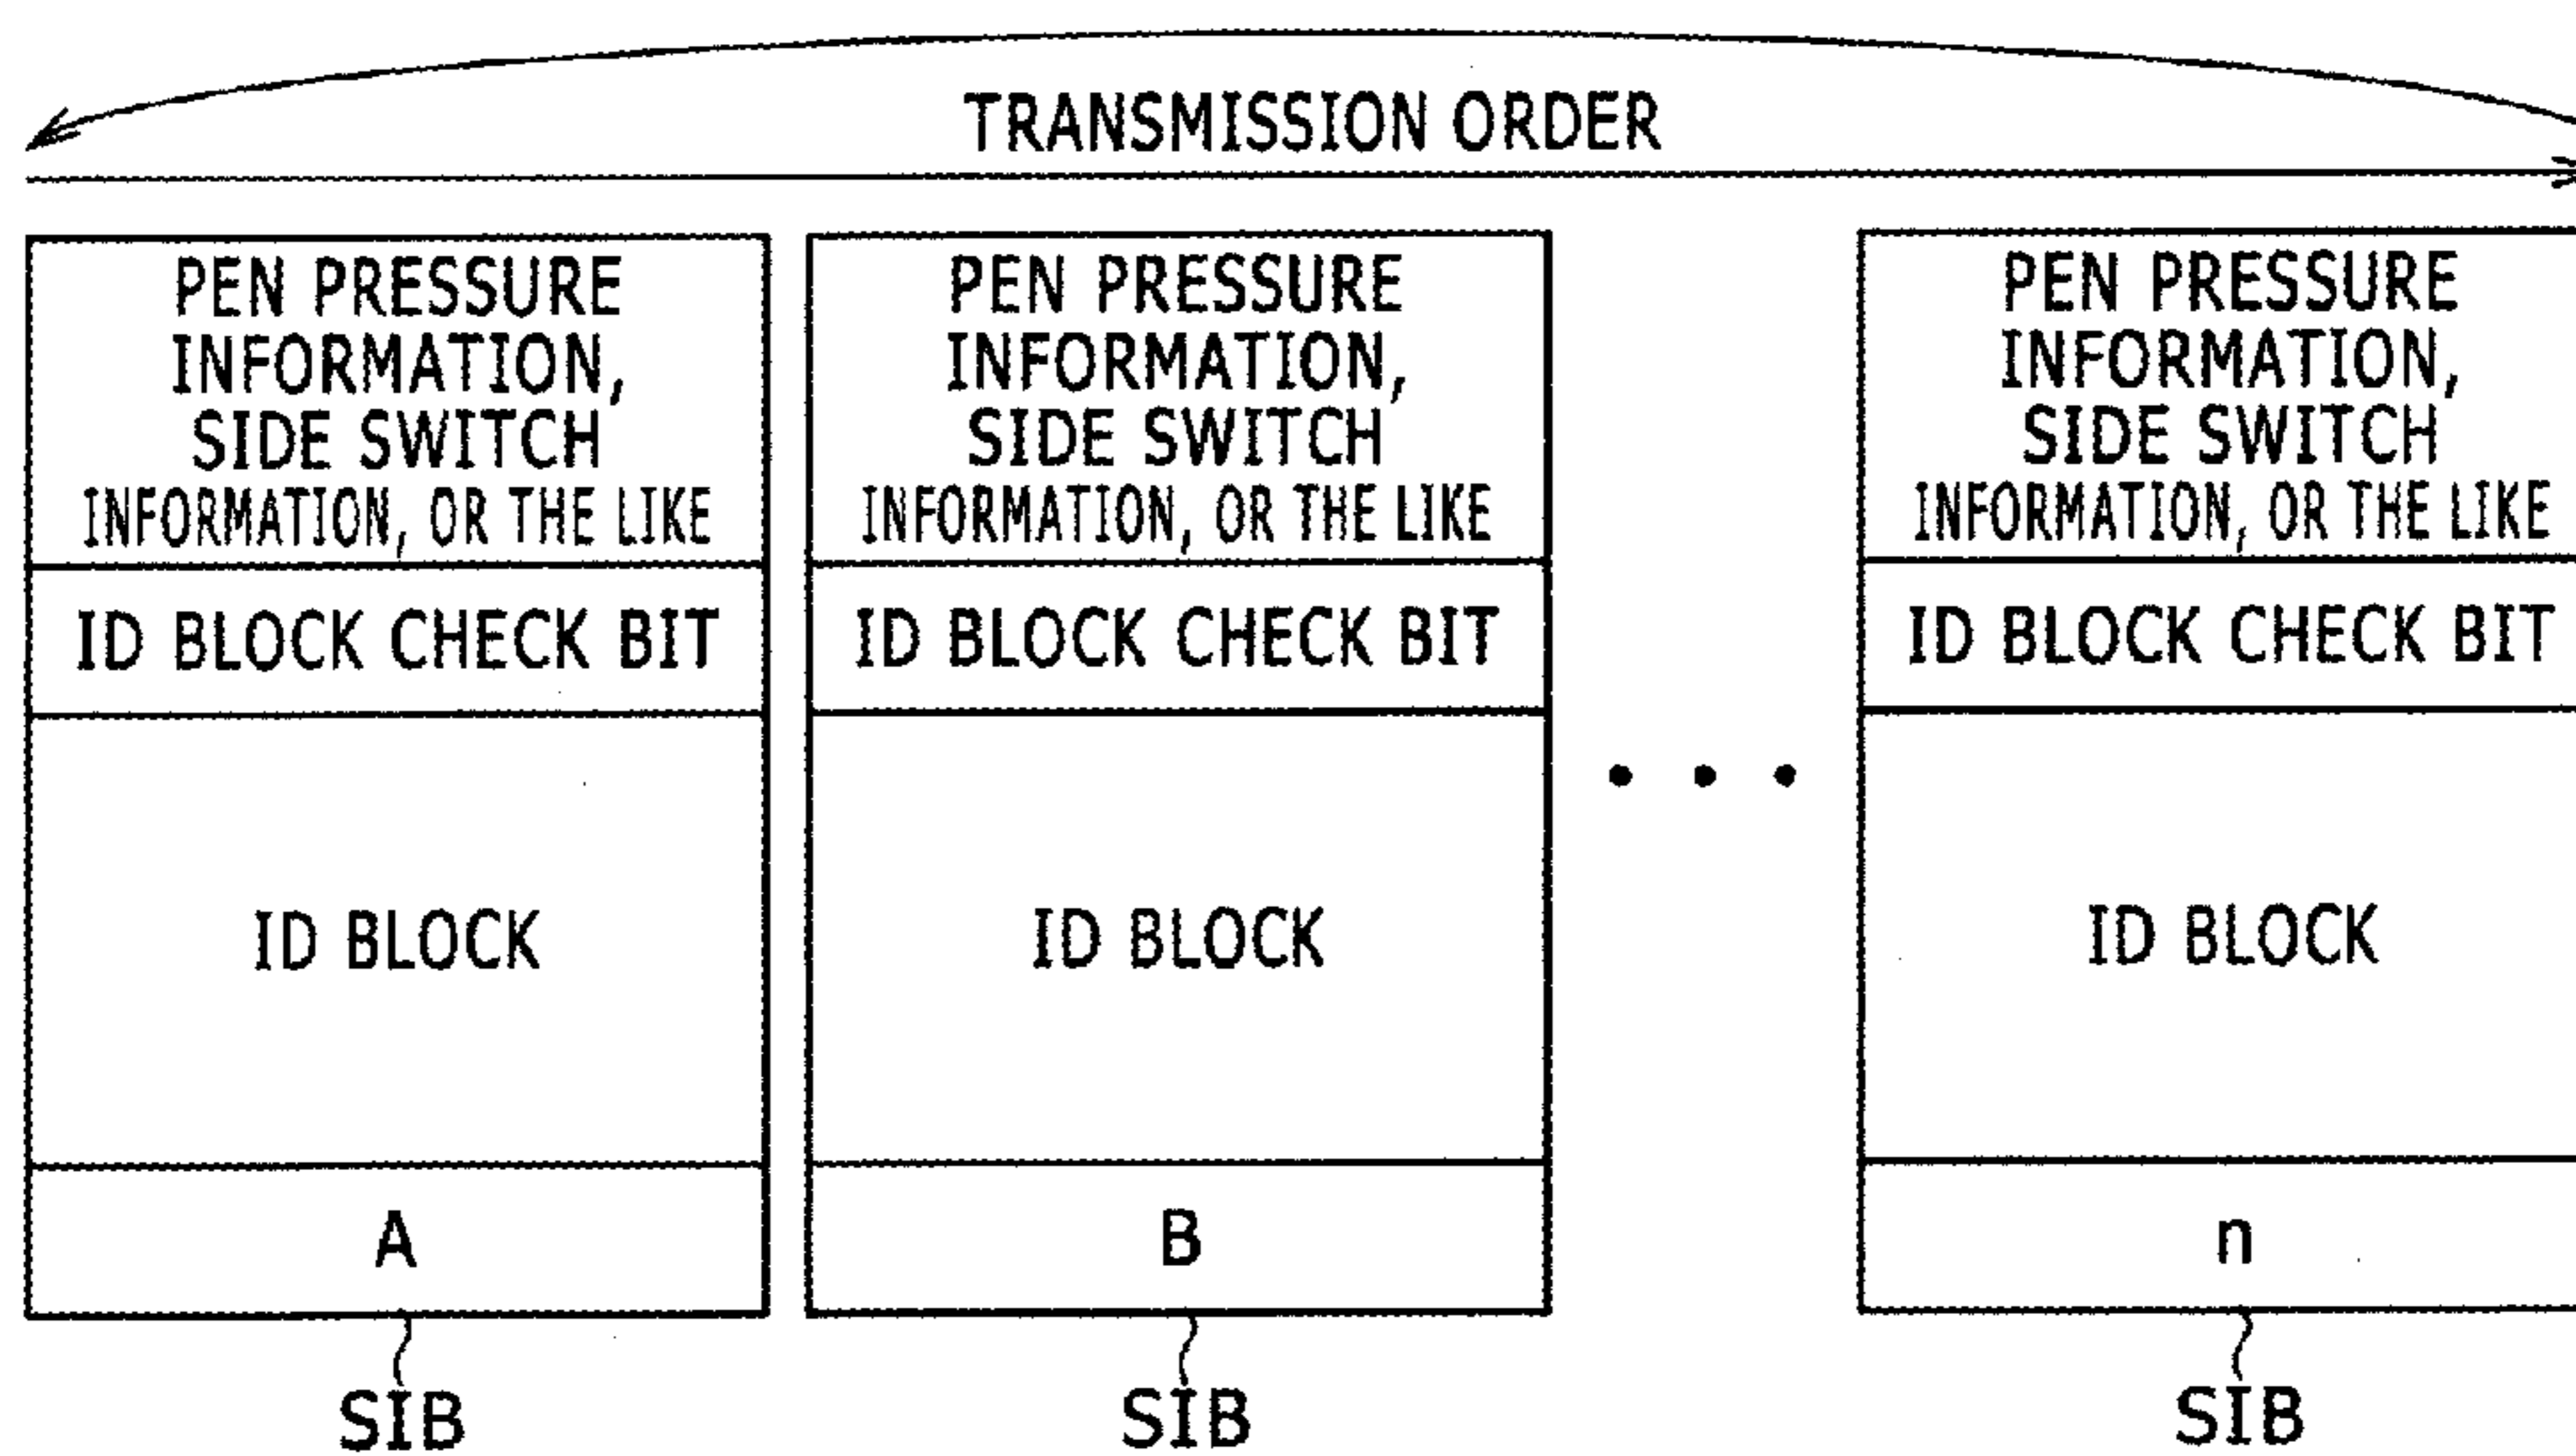 TRANSMISSION ORDER
PEN PRESSURE
INFORMATION,
SIDE SWITCH
INFORMATION, OR THE LIKE
ID BLOCK CHECK BIT
ID BLOCK
A
SIB
PEN PRESSURE
INFORMATION,
SIDE SWITCH
INFORMATION, OR THE LIKE
ID BLOCK CHECK BIT
ID BLOCK
B
SIB
• • •
PEN PRESSURE
INFORMATION,
SIDE SWITCH
INFORMATION, OR THE LIKE
ID BLOCK CHECK BIT
ID BLOCK
n
SIB